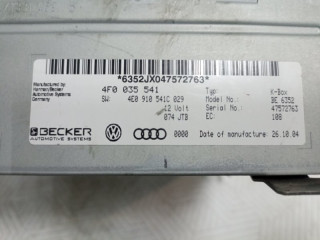 *6352JX047572763*
Manufactured by
Harman/Becker
Automotive Systems
Germany
4F0 035 541
SW: 4E0 910 541C 029
12 Volt
074 JTB
Typ: K-Box
Model No.: BE 6352
Serial No.: 47572763
EC: 108
BECKER
AUTOMOTIVE SYSTEMS
0000
Date of manufacture: 26.10.04